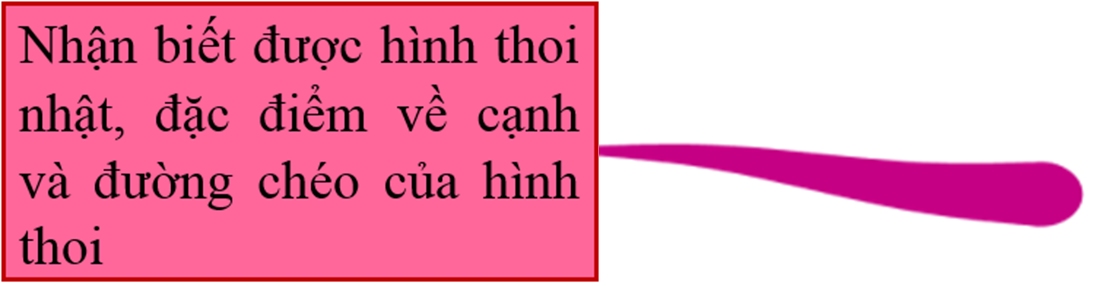 Nhận biết được hình thoi
nhật, đặc điểm về cạnh
và đường chéo của hình
thoi